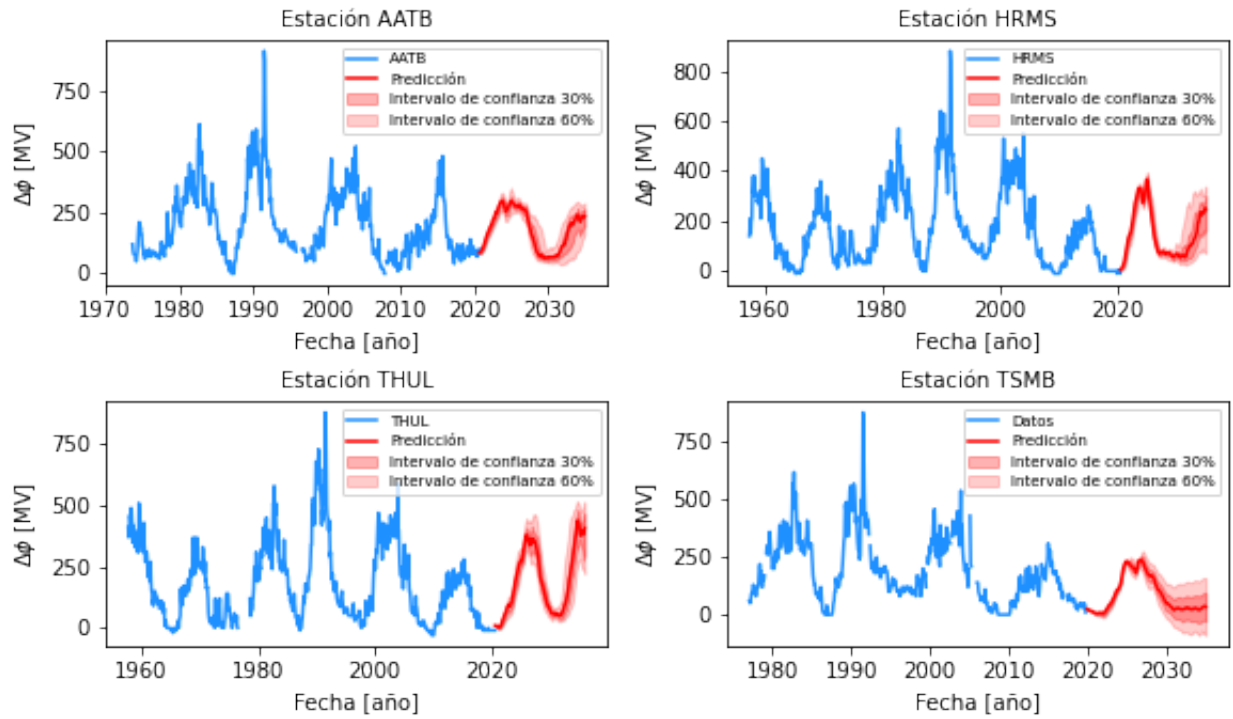 Estación AATB
AATB
Predicción
Intervalo de confianza 30%
Intervalo de confianza 60%
750
500
250
0
Δϕ [MV]
1970 1980 1990 2000 2010 2020 2030
Fecha [año]
Estación HRMS
HRMS
Predicción
Intervalo de confianza 30%
Intervalo de confianza 60%
800
600
400
200
0
Δϕ [MV]
1960 1980 2000 2020
Fecha [año]
Estación THUL
THUL
Predicción
Intervalo de confianza 30%
Intervalo de confianza 60%
750
500
250
0
Δϕ [MV]
1960 1980 2000 2020
Fecha [año]
Estación TSMB
Datos
Predicción
Intervalo de confianza 30%
Intervalo de confianza 60%
750
500
250
0
Δϕ [MV]
1980 1990 2000 2010 2020 2030
Fecha [año]